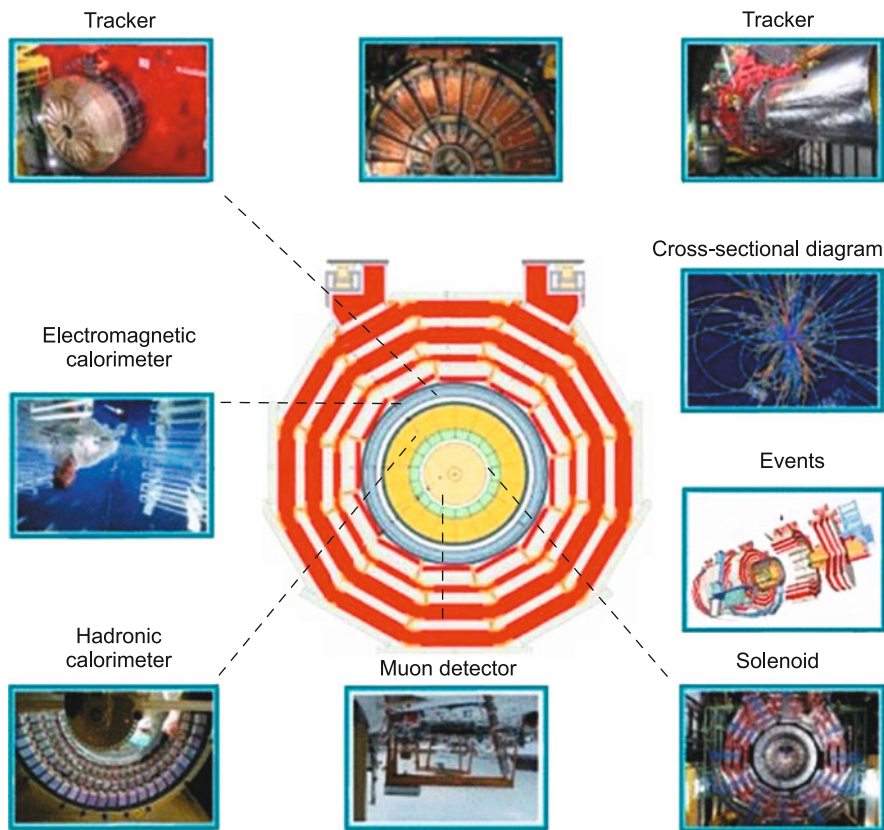 Tracker
Tracker
Cross-sectional diagram
Electromagnetic
calorimeter
Events
Hadronic
calorimeter
Muon detector
Solenoid